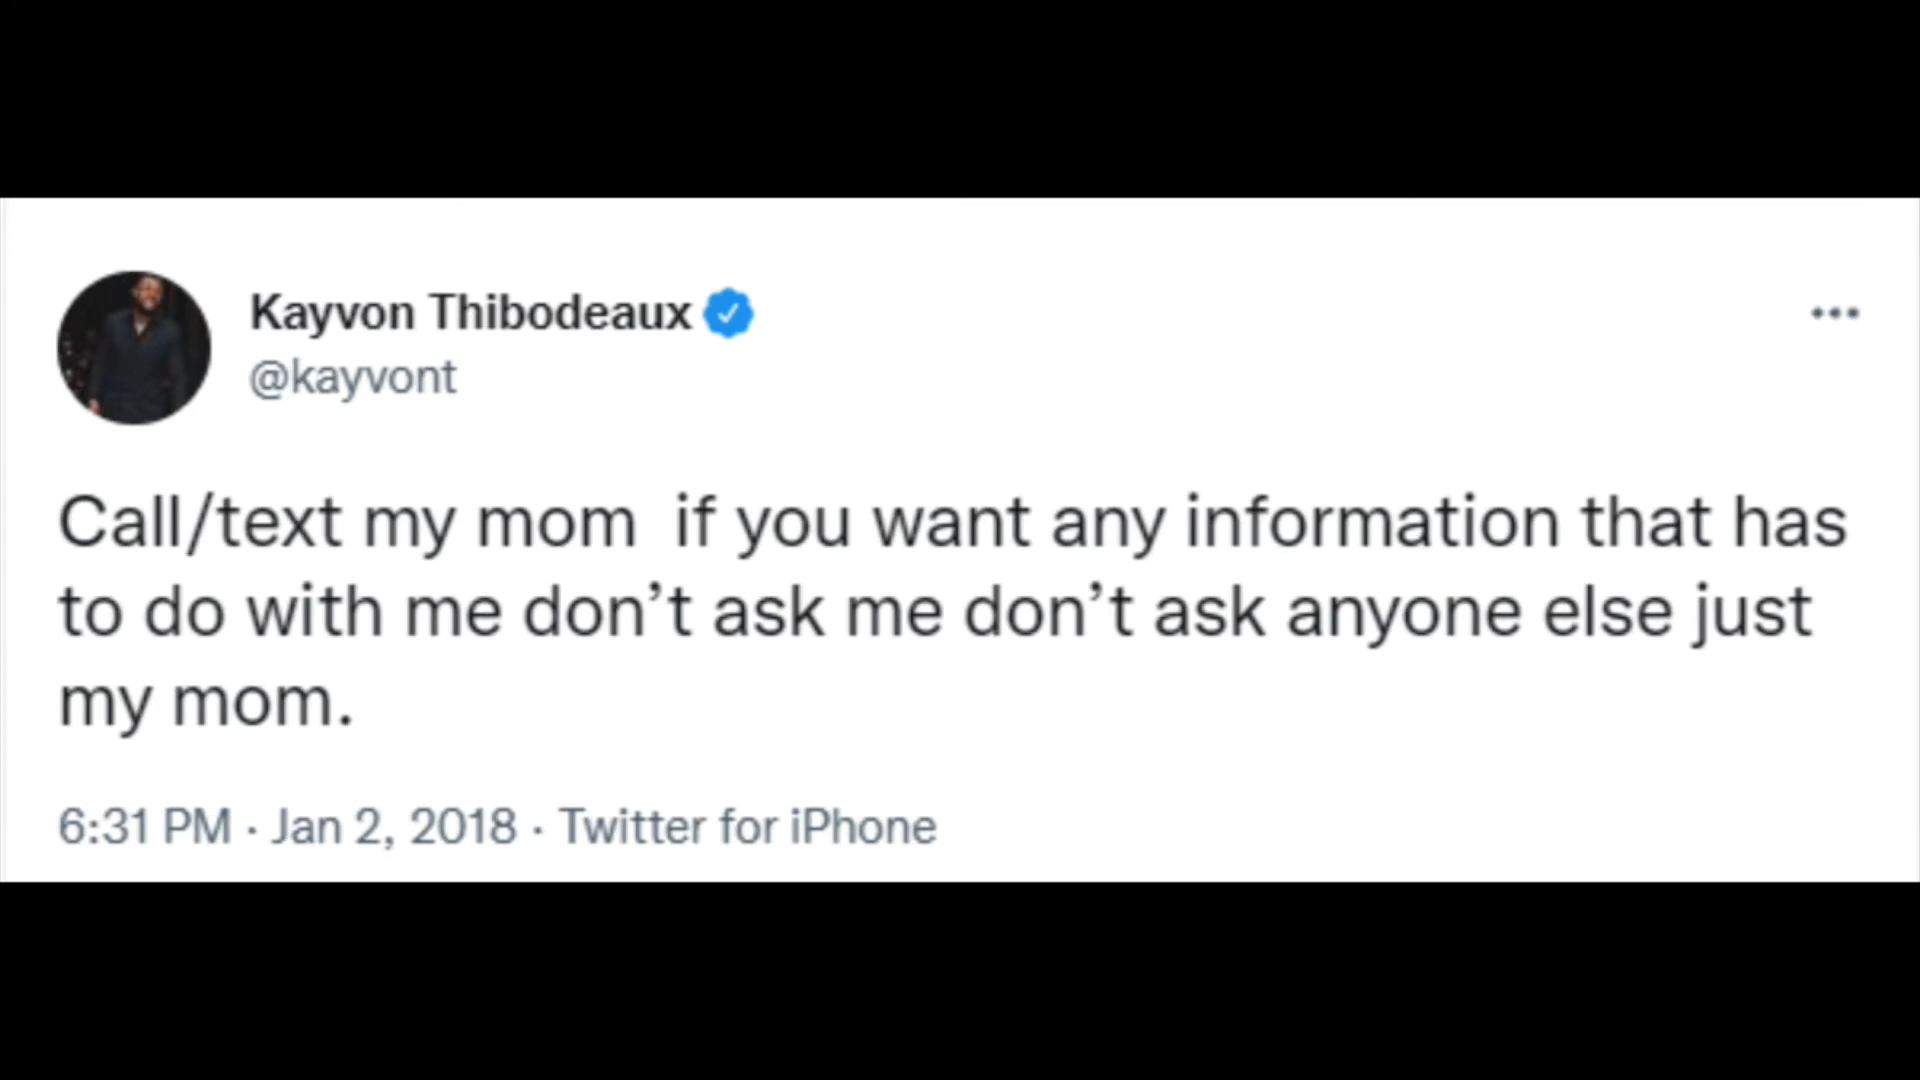 Kayvon Thibodeaux
@kayvont
Call/text my mom  if you want any information that has
to do with me don’t ask me don’t ask anyone else just
my mom.
6:31 PM · Jan 2, 2018 · Twitter for iPhone